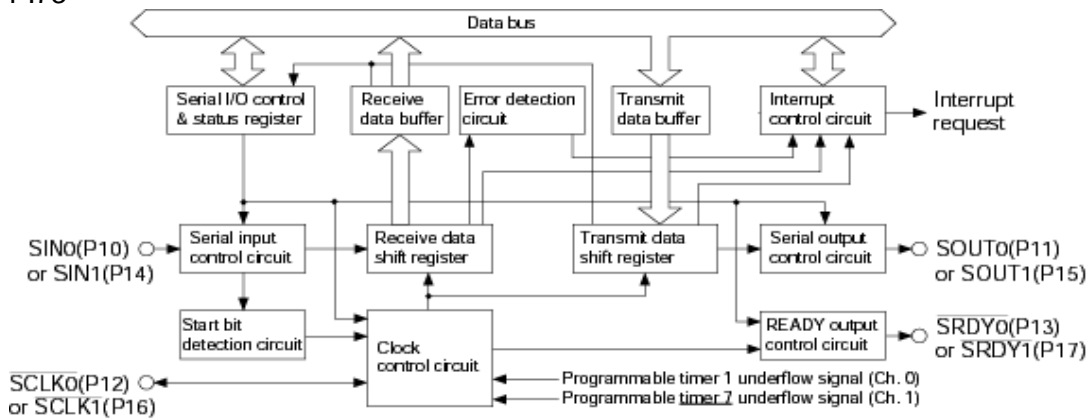 Data bus
Serial I/O control
& status register
Receive
data buffer
Error detection
circuit
Transmit
data buffer
Interrupt
control circuit
Interrupt
request
SIN0(P10)
or SIN1(P14)
Serial input
control circuit
Receive data
shift register
Transmit data
shift register
Serial output
control circuit
SOUT0(P11)
or SOUT1(P15)
Start bit
detection circuit
Clock
control circuit
READY output
control circuit
SRDY0(P13)
or SRDY1(P17)
SCLK0(P12)
or SCLK1(P16)
Programmable timer 1 underflow signal (Ch. 0)
Programmable timer 7 underflow signal (Ch. 1)